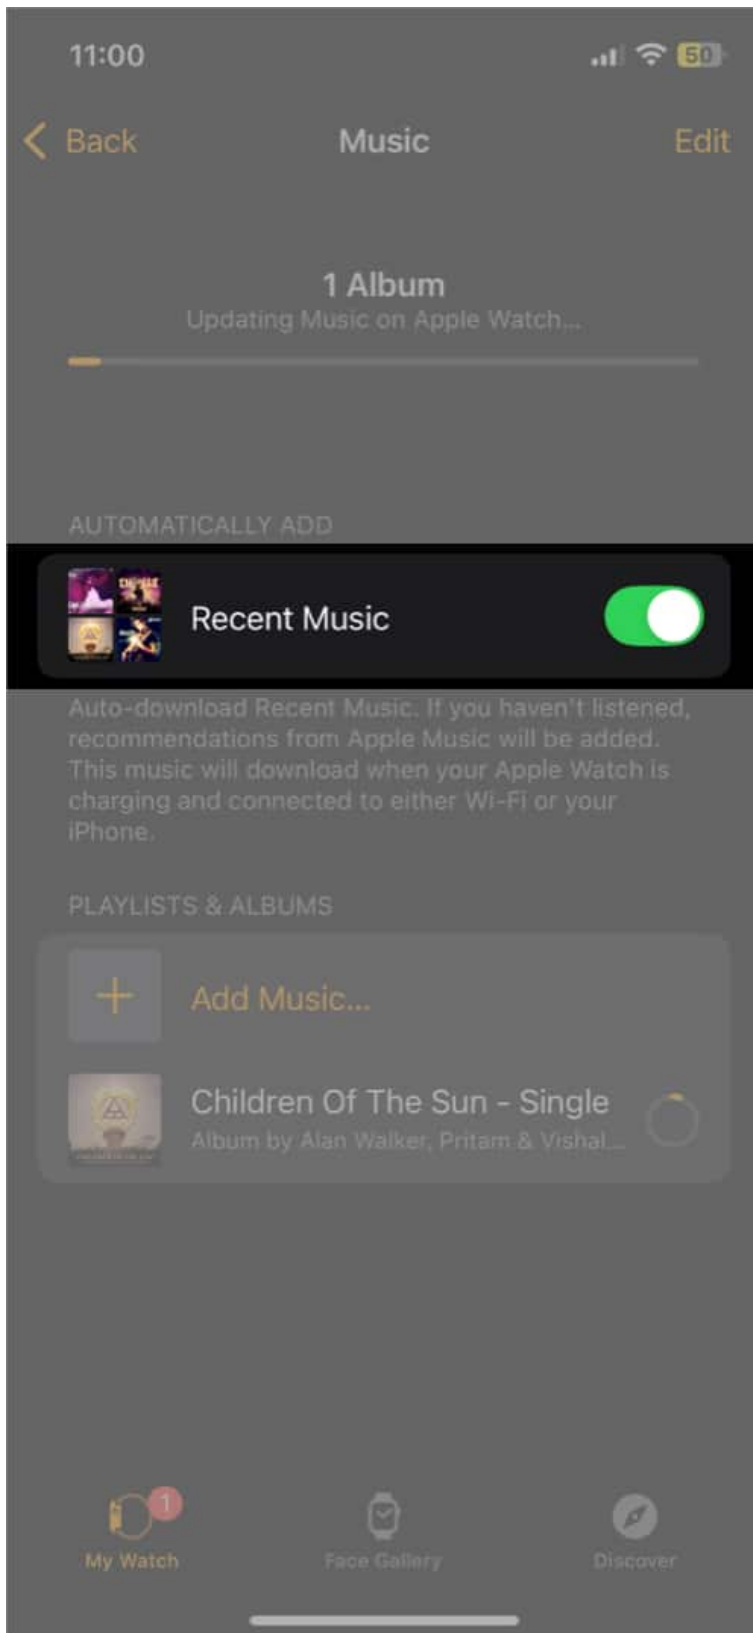 11:00
50
Back
Music
Edit
1 Album
Updating Music on Apple Watch...
AUTOMATICALLY ADD
Recent Music
Auto-download Recent Music. If you haven't listened,
recommendations from Apple Music will be added.
This music will download when your Apple Watch is
charging and connected to either Wi-Fi or your
iPhone.
PLAYLISTS & ALBUMS
Add Music...
Children Of The Sun - Single
Album by Alan Walker, Pritam & Vishal...
1
My Watch
Face Gallery
Discover